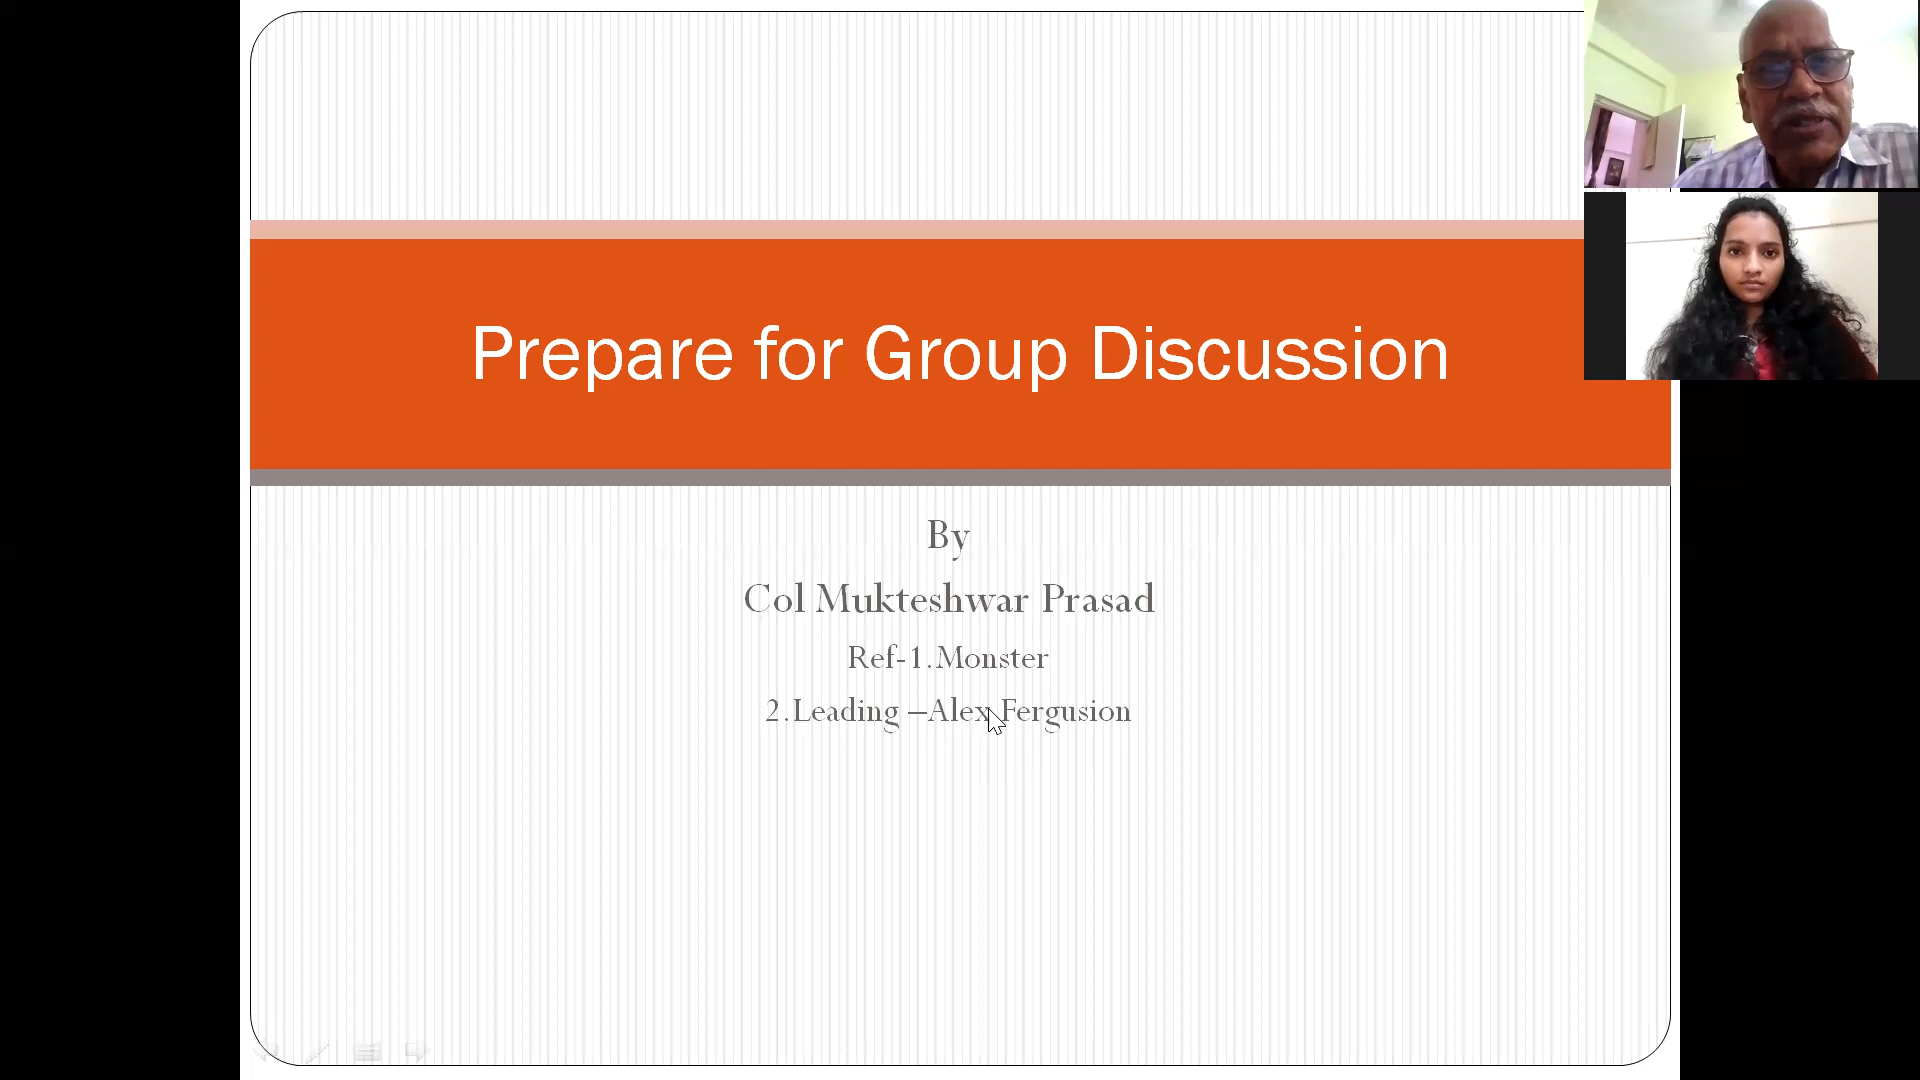 Prepare for Group Discussion
By
Col Mukteshwar Prasad
Ref-1.Monster
2.Leading –Alex Fergusion